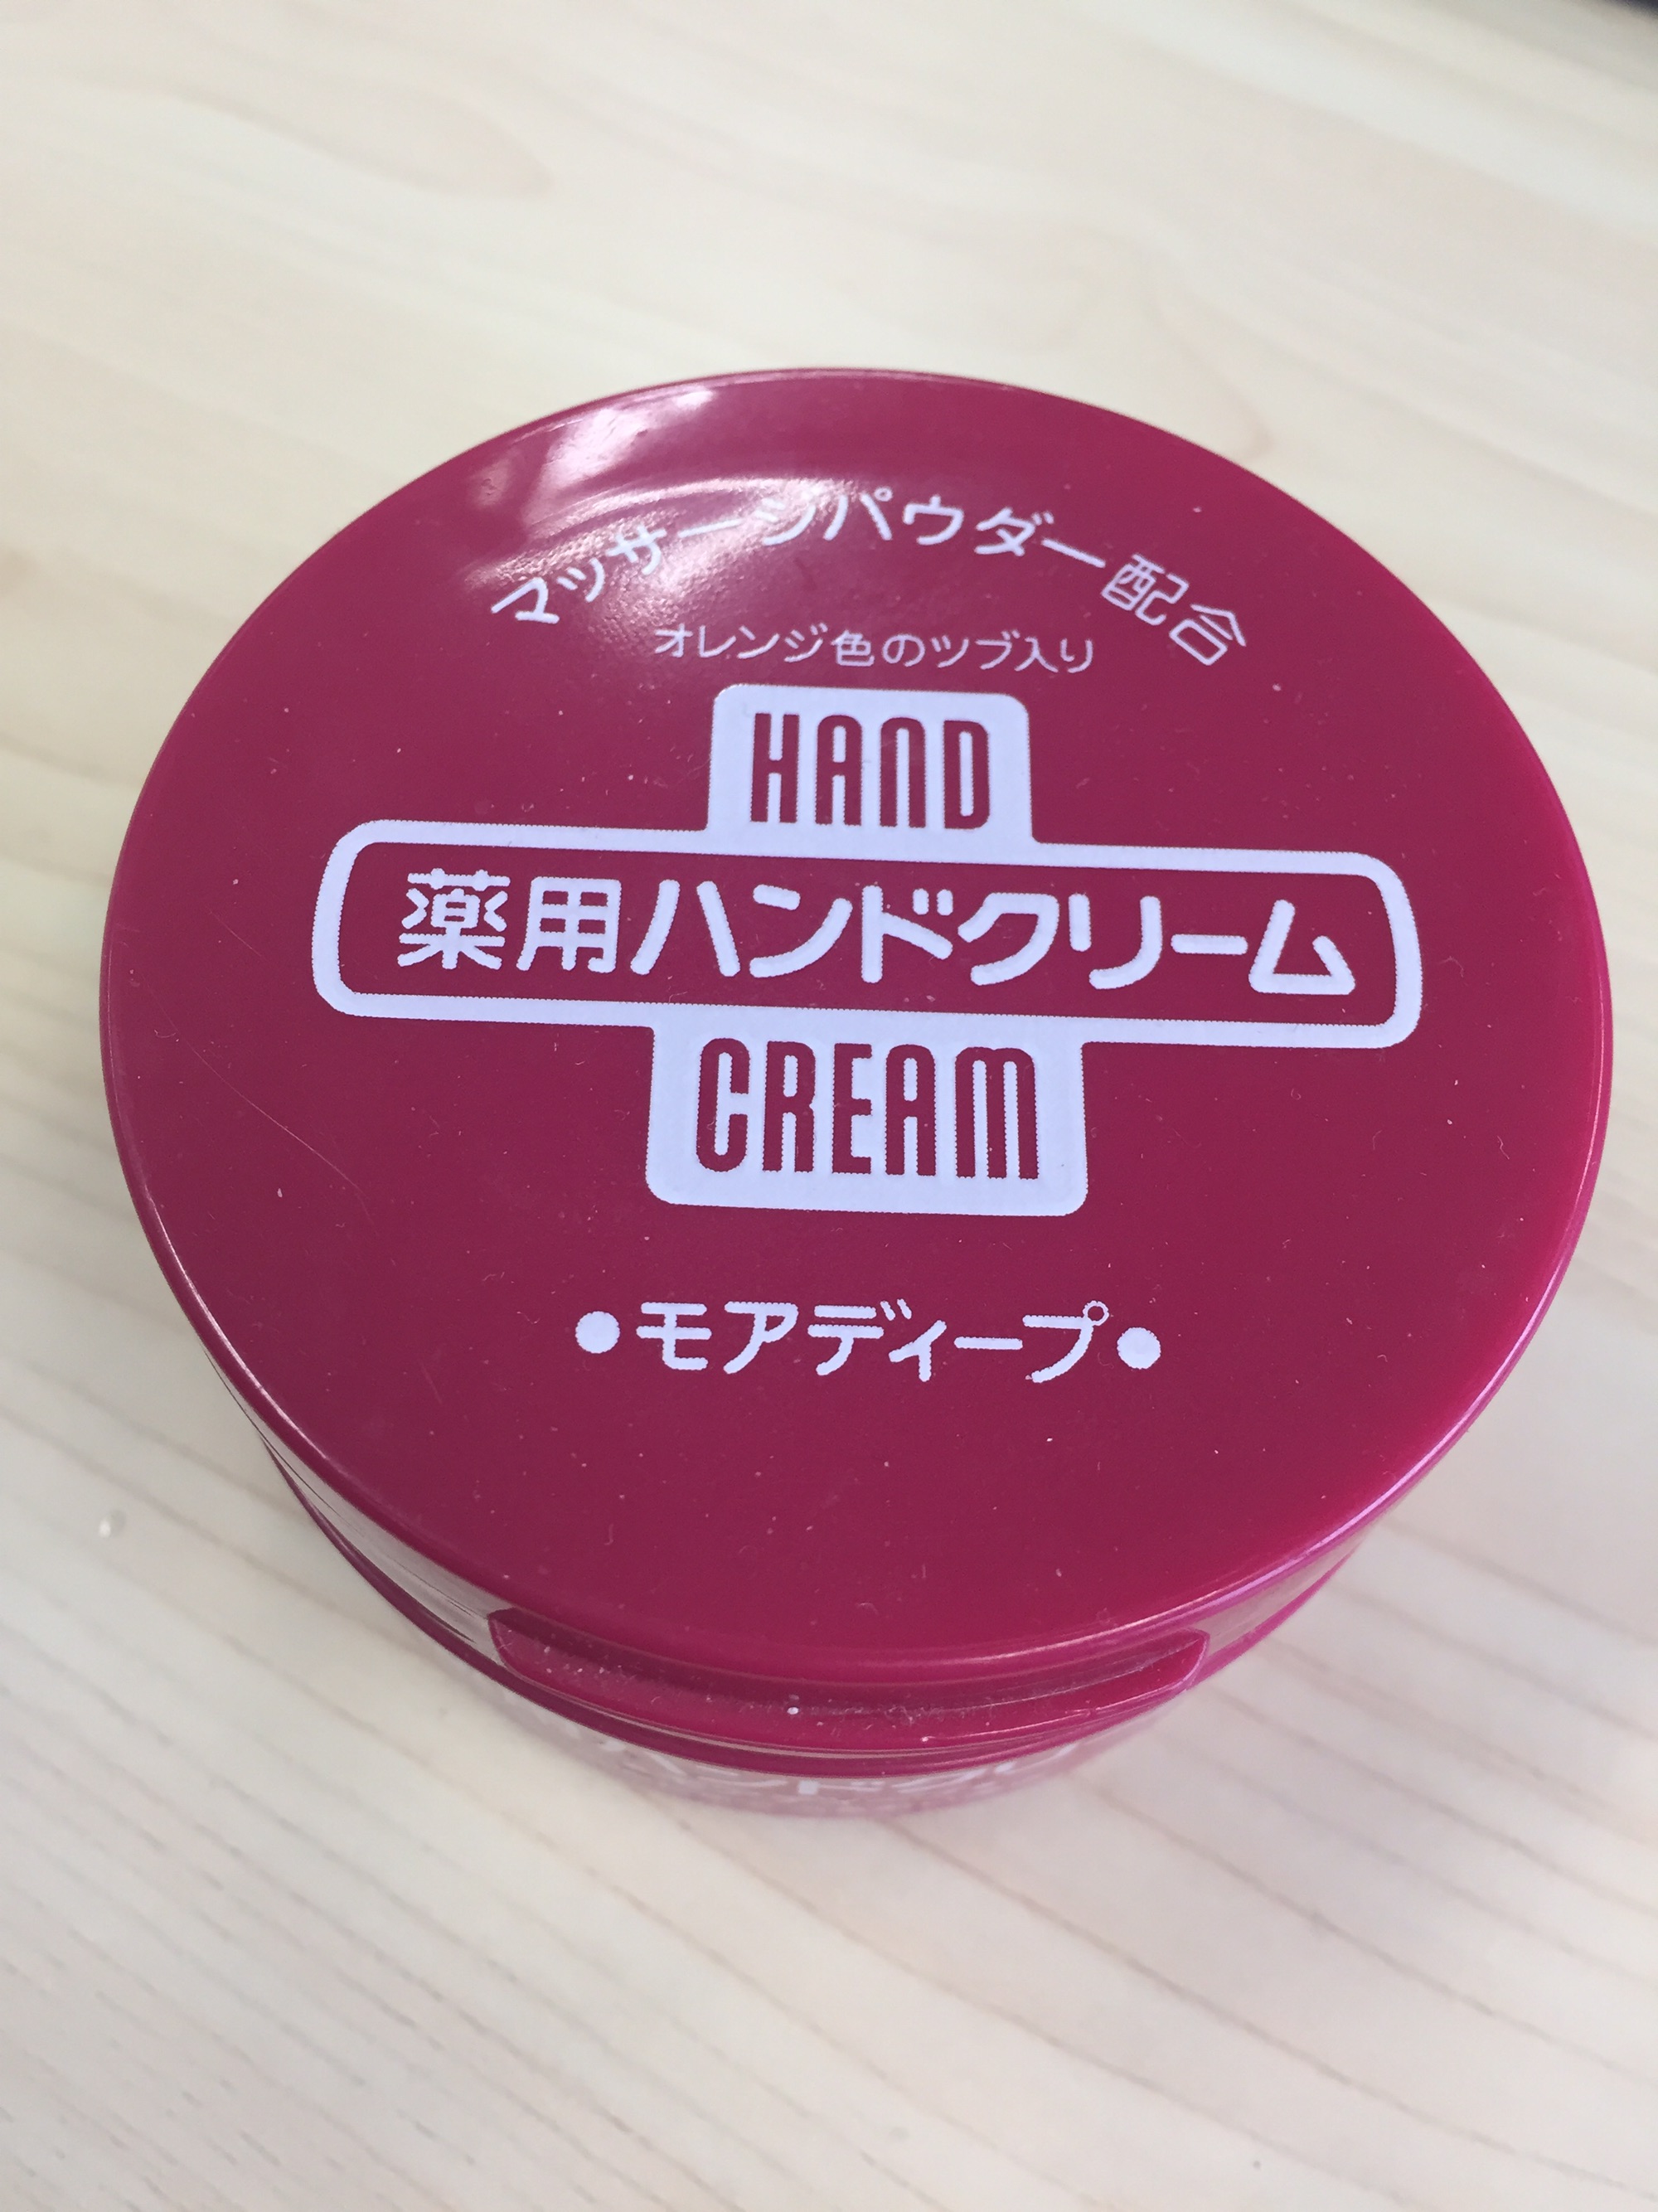 マッサージパウダー配合
オレンジ色のツブ入り
HAND
薬用ハンドクリーム
CREAM
•モアディープ•